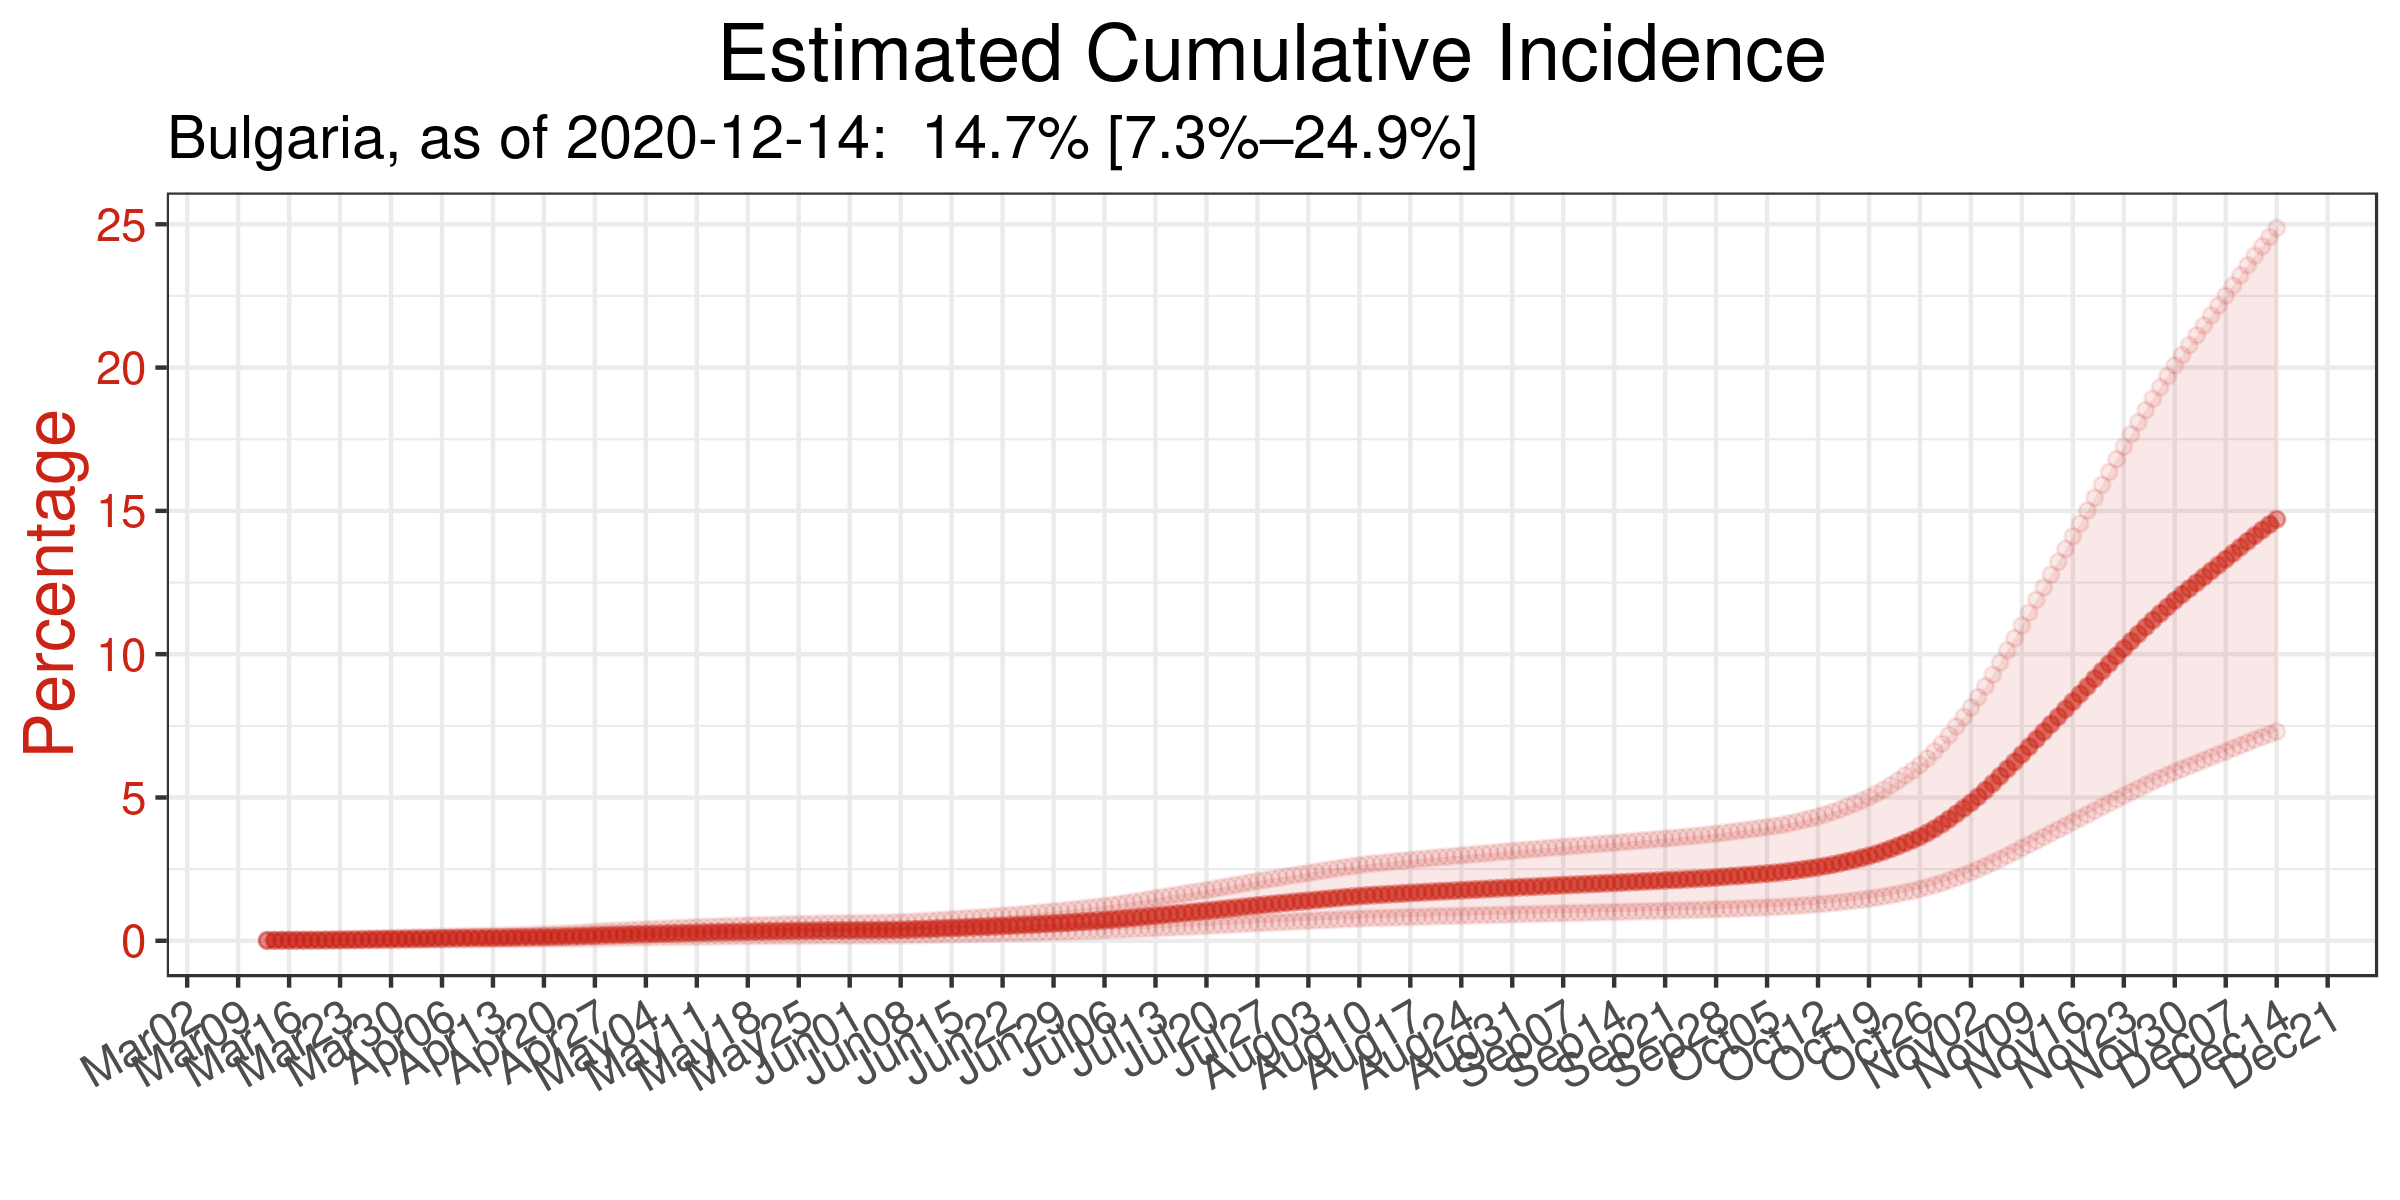 Estimated Cumulative Incidence
Bulgaria, as of 2020-12-14:  14.7% [7.3%–24.9%]
Percentage
25
20
15
10
5
0
Mar02
Mar09
Mar16
Mar23
Mar30
Apr06
Apr13
Apr20
Apr27
May04
May11
May18
May25
Jun01
Jun08
Jun15
Jun22
Jun29
Jul06
Jul13
Jul20
Jul27
Aug03
Aug10
Aug17
Aug24
Aug31
Sep07
Sep14
Sep21
Sep28
Oct05
Oct12
Oct19
Oct26
Nov02
Nov09
Nov16
Nov23
Nov30
Dec07
Dec14
Dec21